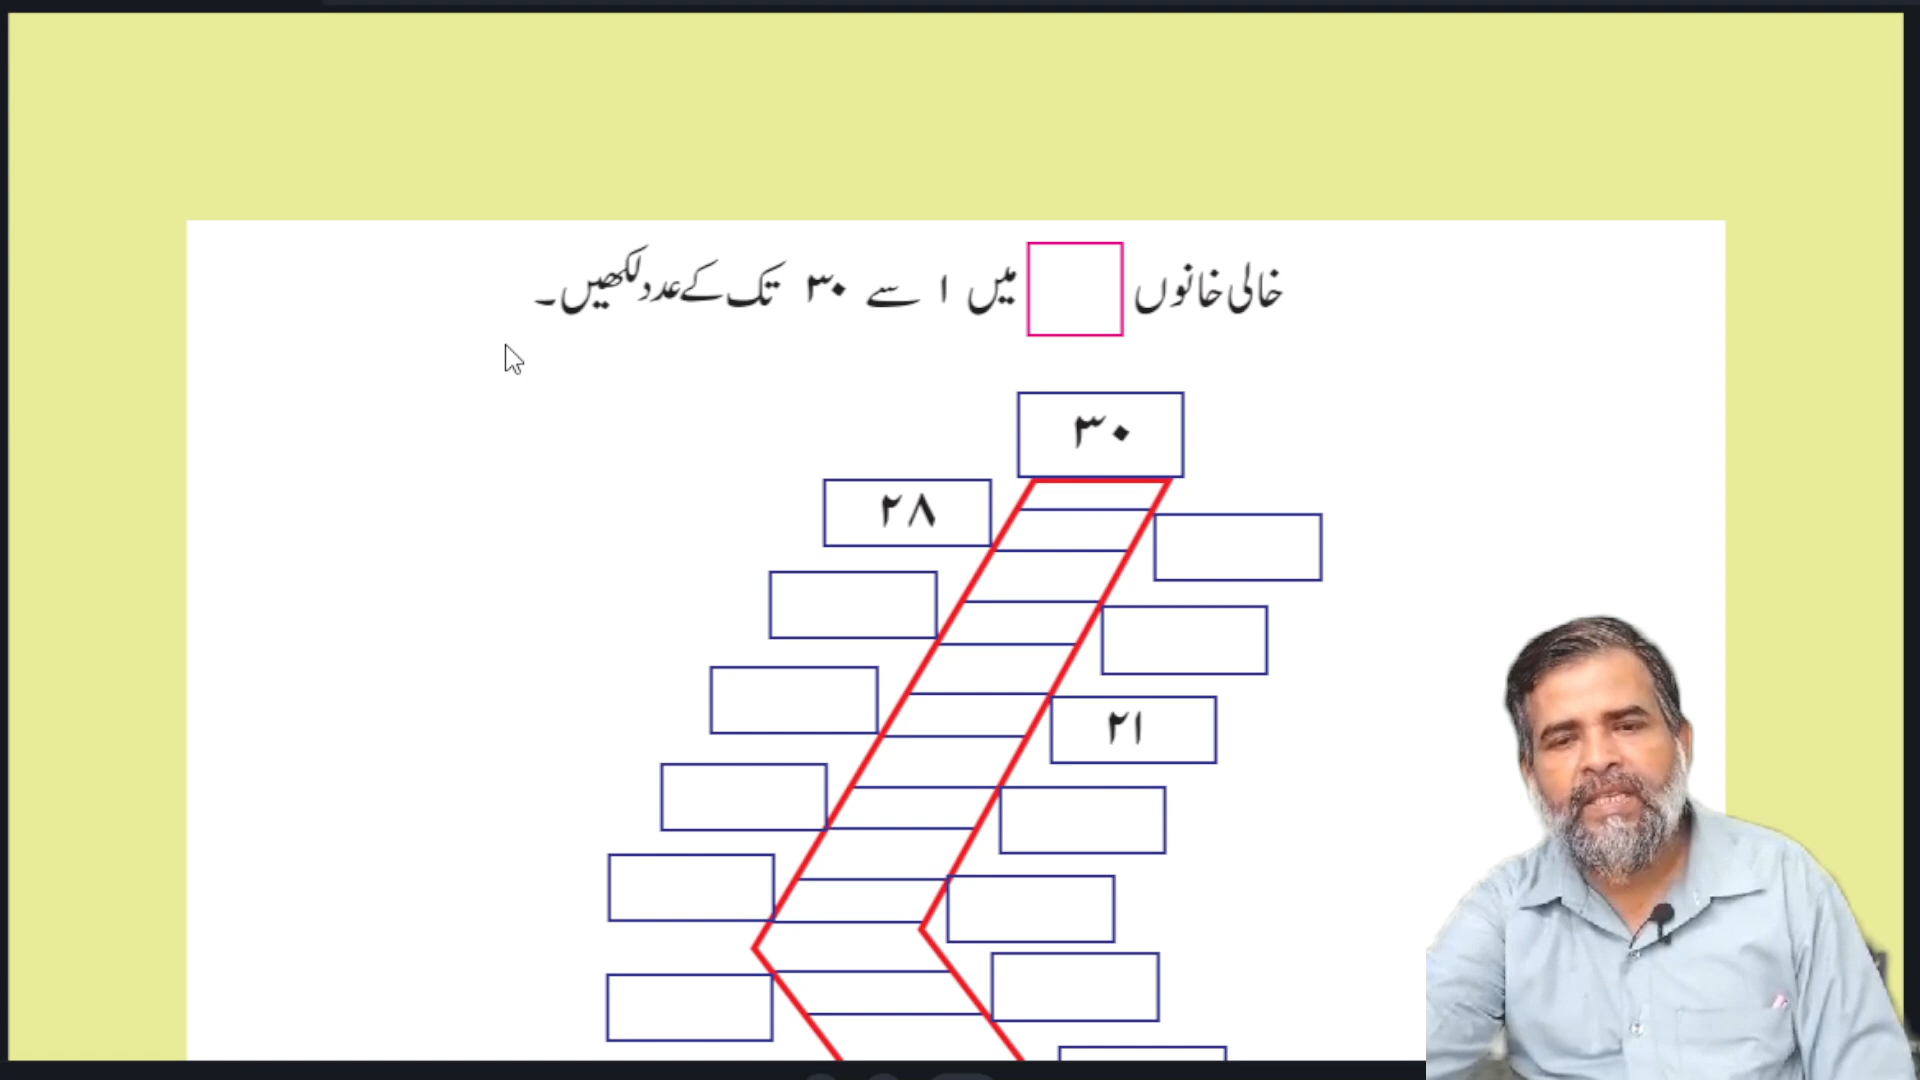 خالی خانوں میں ۱ سے ۳۰ تک کے عدد لکھیں۔
۳۰
۲۸
۲۱